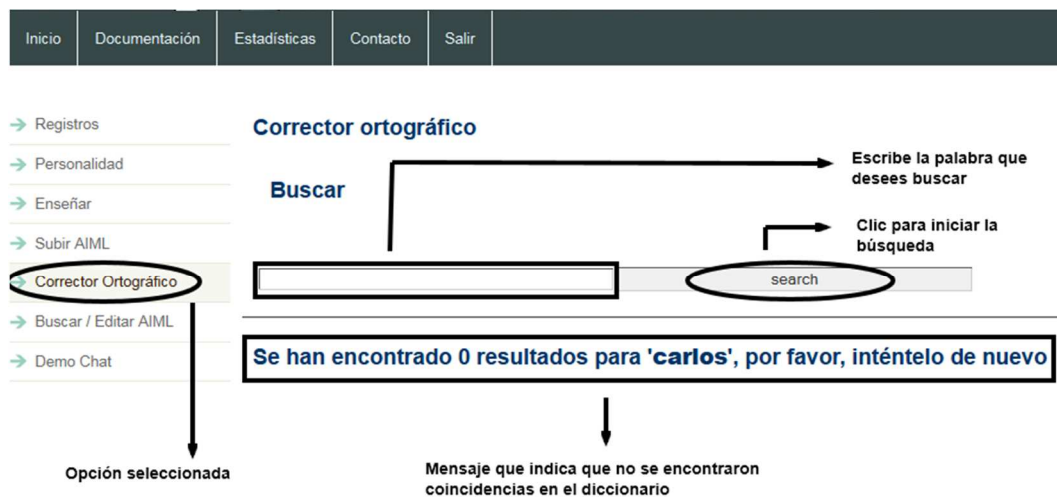 Inicio Documentación Estadísticas Contacto Salir
Registros
Personalidad
Enseñar
Subir AIML
Corrector Ortográfico
Buscar / Editar AIML
Demo Chat
Corrector ortográfico
Buscar
Escribe la palabra que
desees buscar
Clic para iniciar la
búsqueda
search
Se han encontrado 0 resultados para 'carlos', por favor, inténtelo de nuevo
Opción seleccionada
Mensaje que indica que no se encontraron
coincidencias en el diccionario